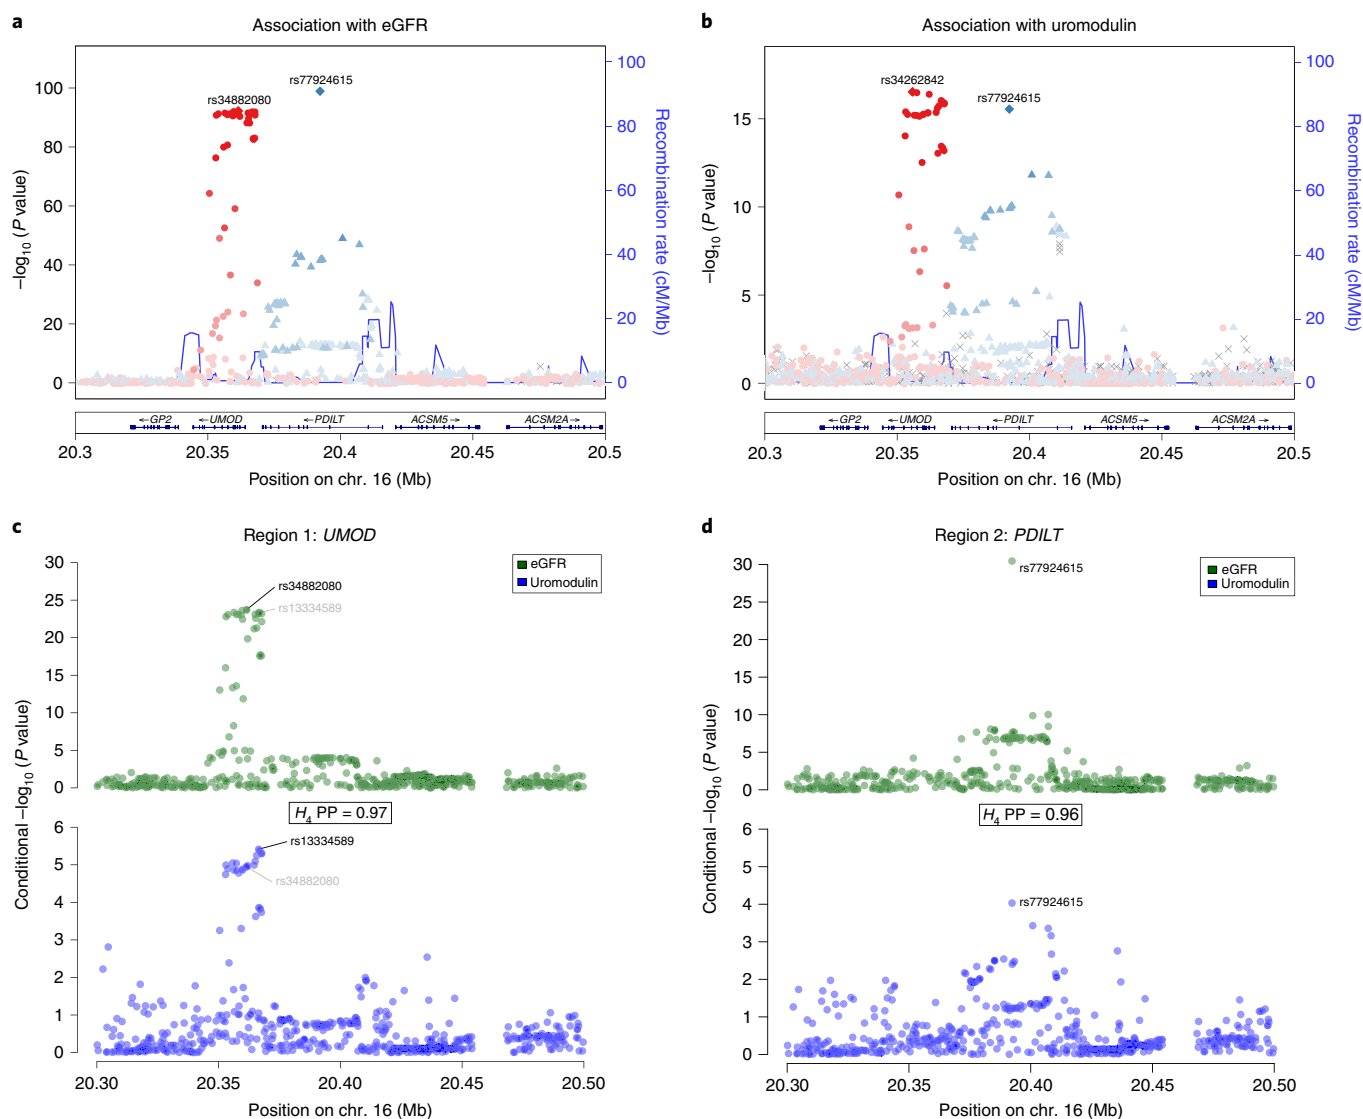 a
Association with eGFR
–log10 (P value)
100
80
60
40
20
0
rs34882080
rs77924615
100
80
60
40
20
0
Recombination rate (cM/Mb)
←GP2
←UMOD
←PDILT
ACSM5→
ACSM2A→
20.3
20.35
20.4
20.45
20.5
Position on chr. 16 (Mb)
b
Association with uromodulin
–log10 (P value)
15
10
5
0
rs34262842
rs77924615
100
80
60
40
20
0
Recombination rate (cM/Mb)
←GP2
←UMOD
←PDILT
ACSM5→
ACSM2A→
20.3
20.35
20.4
20.45
20.5
Position on chr. 16 (Mb)
c
Region 1: UMOD
eGFR
Uromodulin
Conditional –log10 (P value)
30
25
20
15
10
5
0
rs34882080
rs13334589
H4 PP = 0.97
6
5
4
3
2
1
0
rs13334589
rs34882080
20.30
20.35
20.40
20.45
20.50
Position on chr. 16 (Mb)
d
Region 2: PDILT
eGFR
Uromodulin
Conditional –log10 (P value)
30
25
20
15
10
5
0
rs77924615
H4 PP = 0.96
6
5
4
3
2
1
0
rs77924615
20.30
20.35
20.40
20.45
20.50
Position on chr. 16 (Mb)